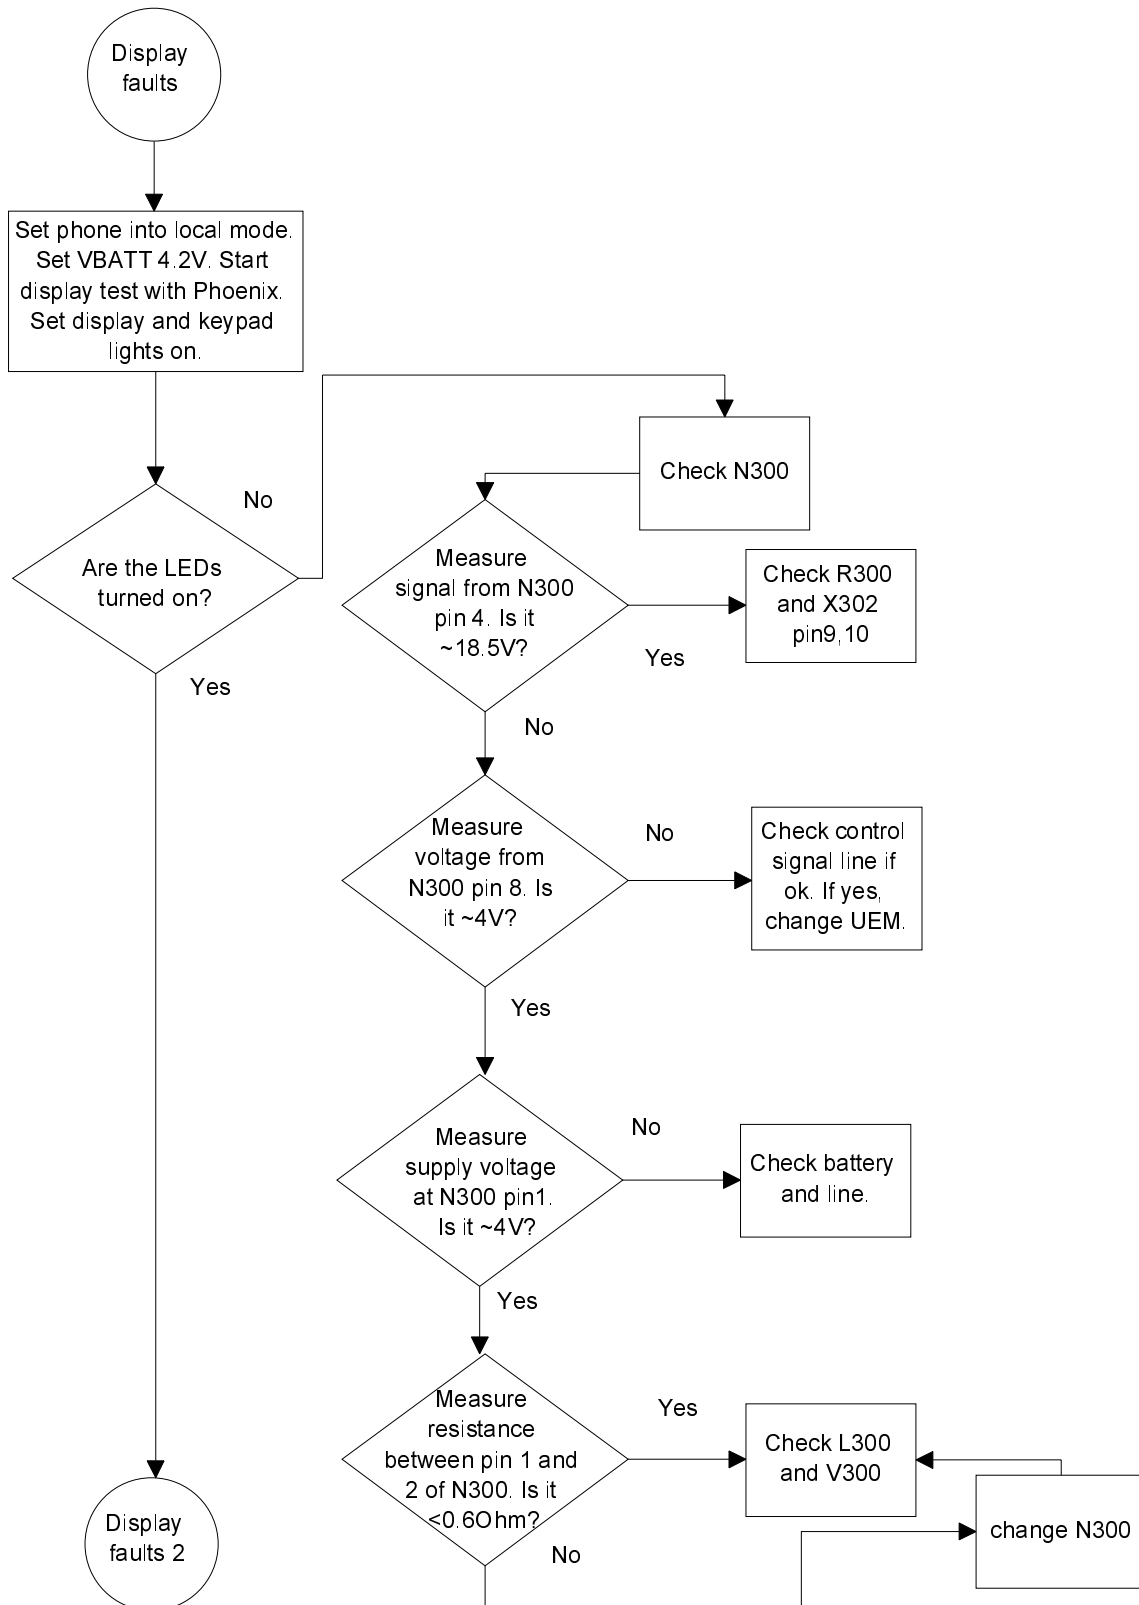 Display
faults
Set phone into local mode.
Set VBATT 4.2V. Start
display test with Phoenix.
Set display and keypad
lights on.
No
Check N300
Are the LEDs
turned on?
Measure
signal from N300
pin 4. Is it
~18.5V?
Check R300
and X302
pin9,10
Yes
Yes
No
Measure
voltage from
N300 pin 8. Is
it ~4V?
No
Check control
signal line if
ok. If yes,
change UEM.
Yes
Measure
supply voltage
at N300 pin1.
Is it ~4V?
No
Check battery
and line.
Yes
Measure
resistance
between pin 1 and
2 of N300. Is it
<0.6Ohm?
Yes
Check L300
and V300
change N300
No
Display
faults 2